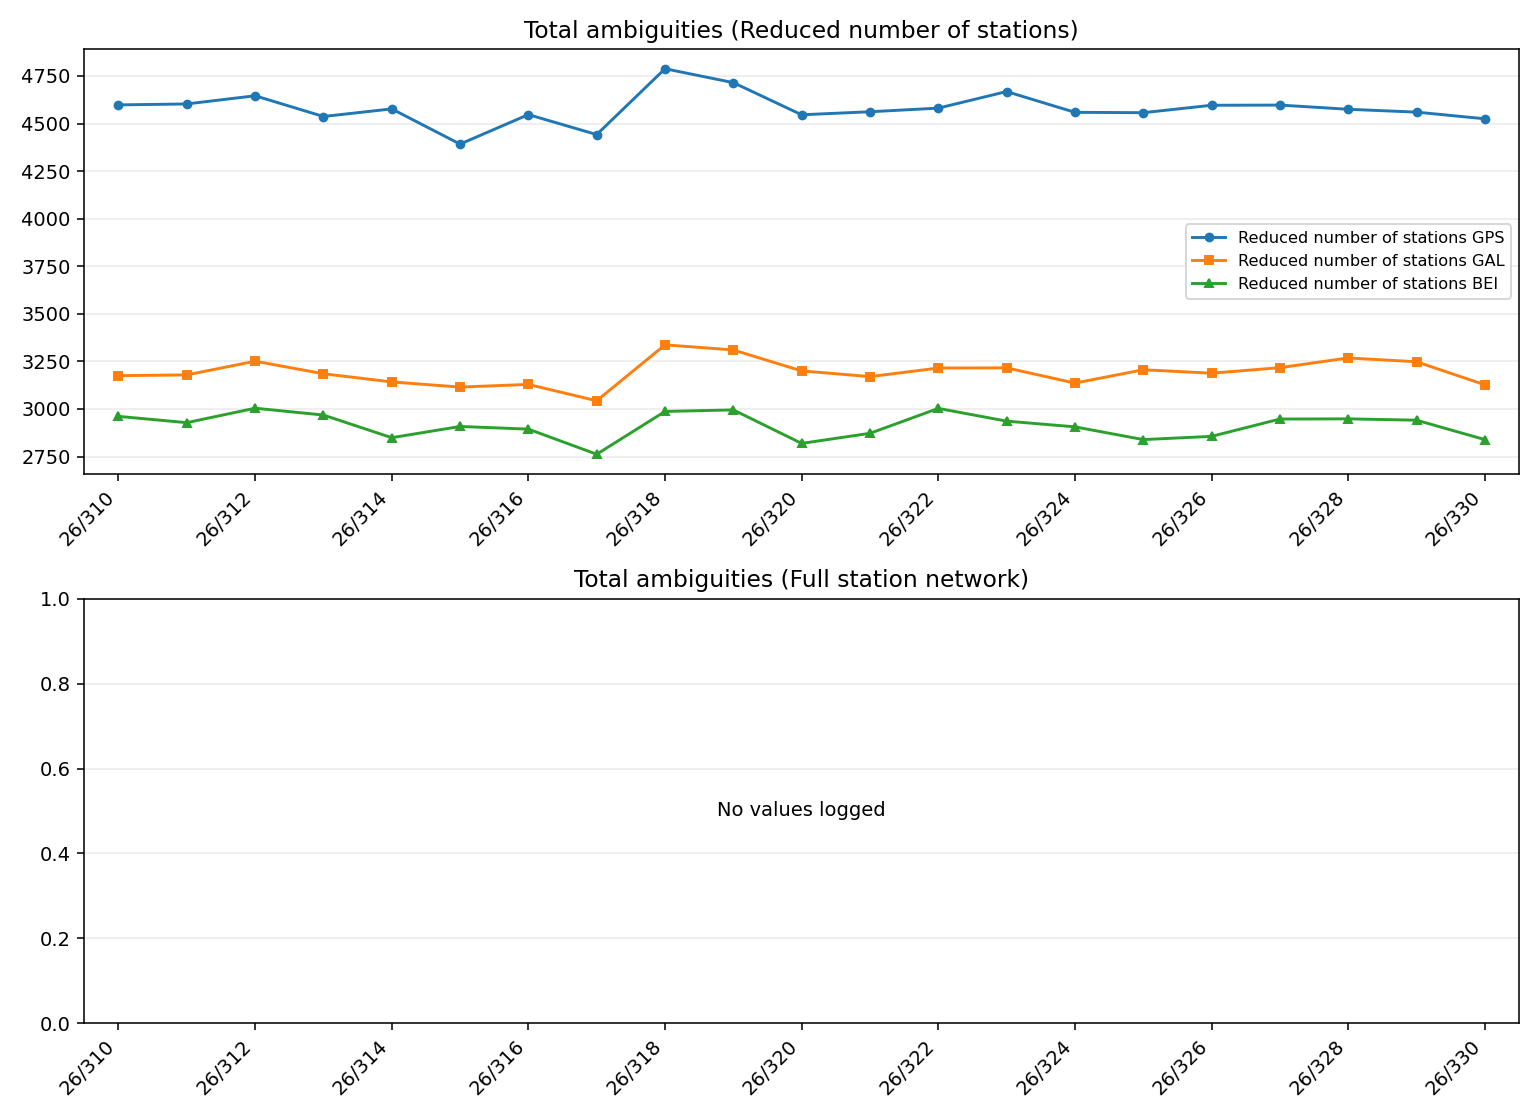 Total ambiguities (Reduced number of stations)
4750
4500
4250
4000
3750
3500
3250
3000
2750
Reduced number of stations GPS
Reduced number of stations GAL
Reduced number of stations BEI
26/310 26/312 26/314 26/316 26/318 26/320 26/322 26/324 26/326 26/328 26/330
Total ambiguities (Full station network)
1.0
0.8
0.6
No values logged
0.4
0.2
0.0
26/310 26/312 26/314 26/316 26/318 26/320 26/322 26/324 26/326 26/328 26/330